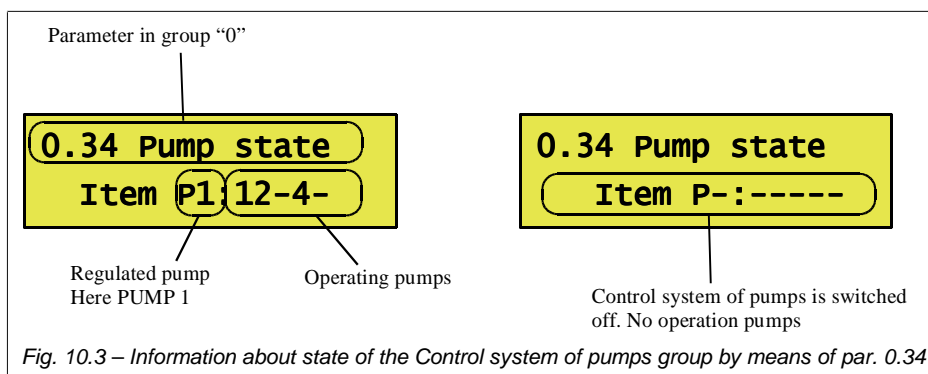 Parameter in group “0”
0.34 Pump state
Item P1:12-4-
Regulated pump
Here PUMP 1
Operating pumps
0.34 Pump state
Item P-:-----
Control system of pumps is switched
off. No operation pumps
Fig. 10.3 – Information about state of the Control system of pumps group by means of par. 0.34